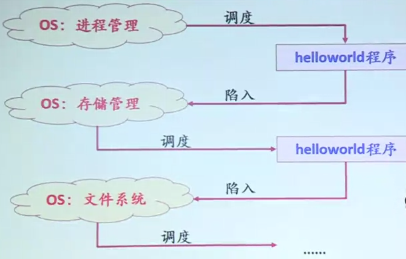 OS：进程管理
调度
helloworld程序
陷入
OS：存储管理
调度
helloworld程序
陷入
OS：文件系统
调度
......